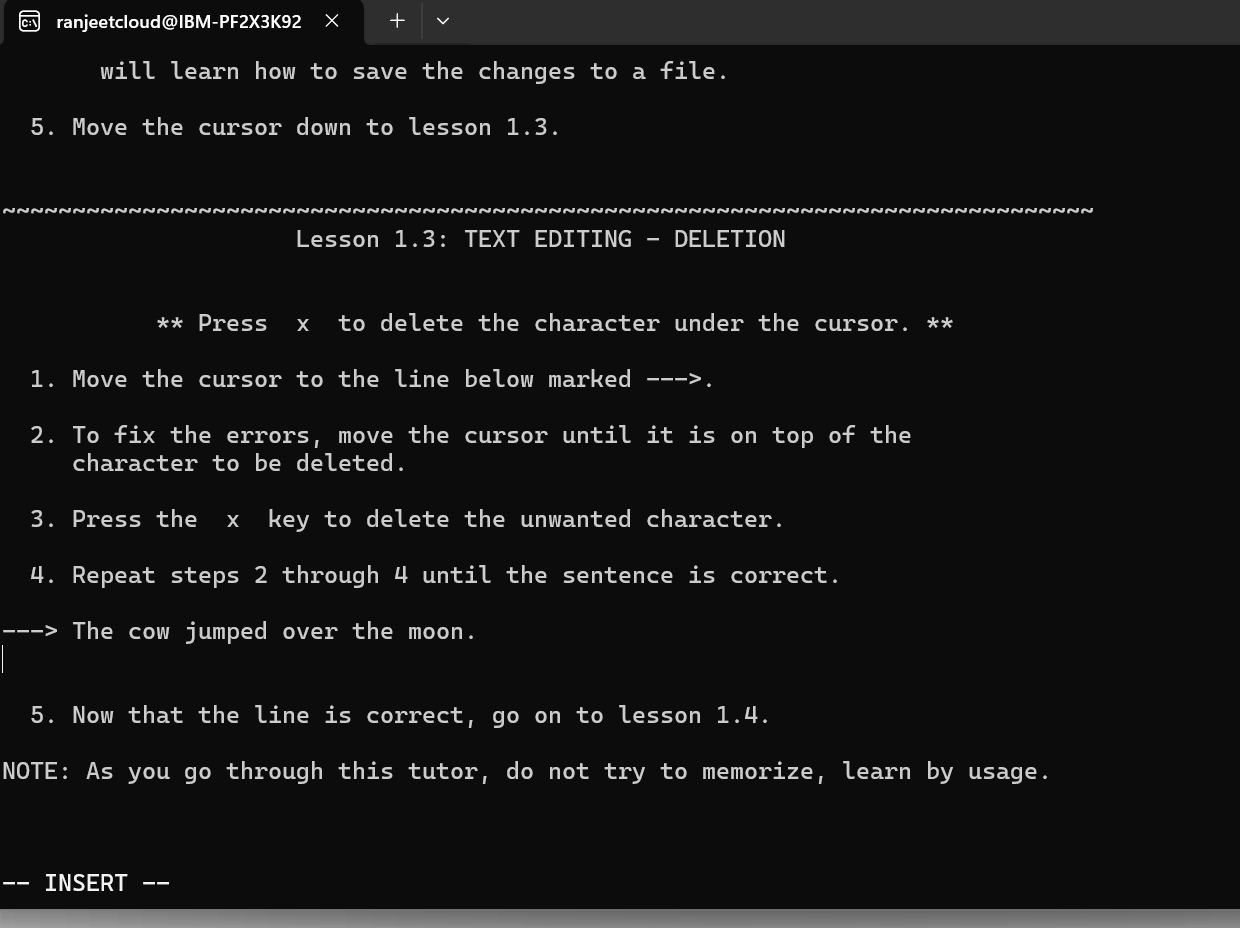 ranjeetcloud@IBM-PF2X3K92
will learn how to save the changes to a file.
5. Move the cursor down to lesson 1.3.
~~~~~~~~~~~~~~~~~~~~~~~~~~~~~~~~~~~~~~~~~~~~~~~~~~~~~~~~~~~~~~~~~~~~~~~~~~~~~~
Lesson 1.3: TEXT EDITING - DELETION
** Press  x  to delete the character under the cursor. **
1. Move the cursor to the line below marked --->.
2. To fix the errors, move the cursor until it is on top of the
character to be deleted.
3. Press the  x  key to delete the unwanted character.
4. Repeat steps 2 through 4 until the sentence is correct.
---> The cow jumped over the moon.
5. Now that the line is correct, go on to lesson 1.4.
NOTE: As you go through this tutor, do not try to memorize, learn by usage.
-- INSERT --